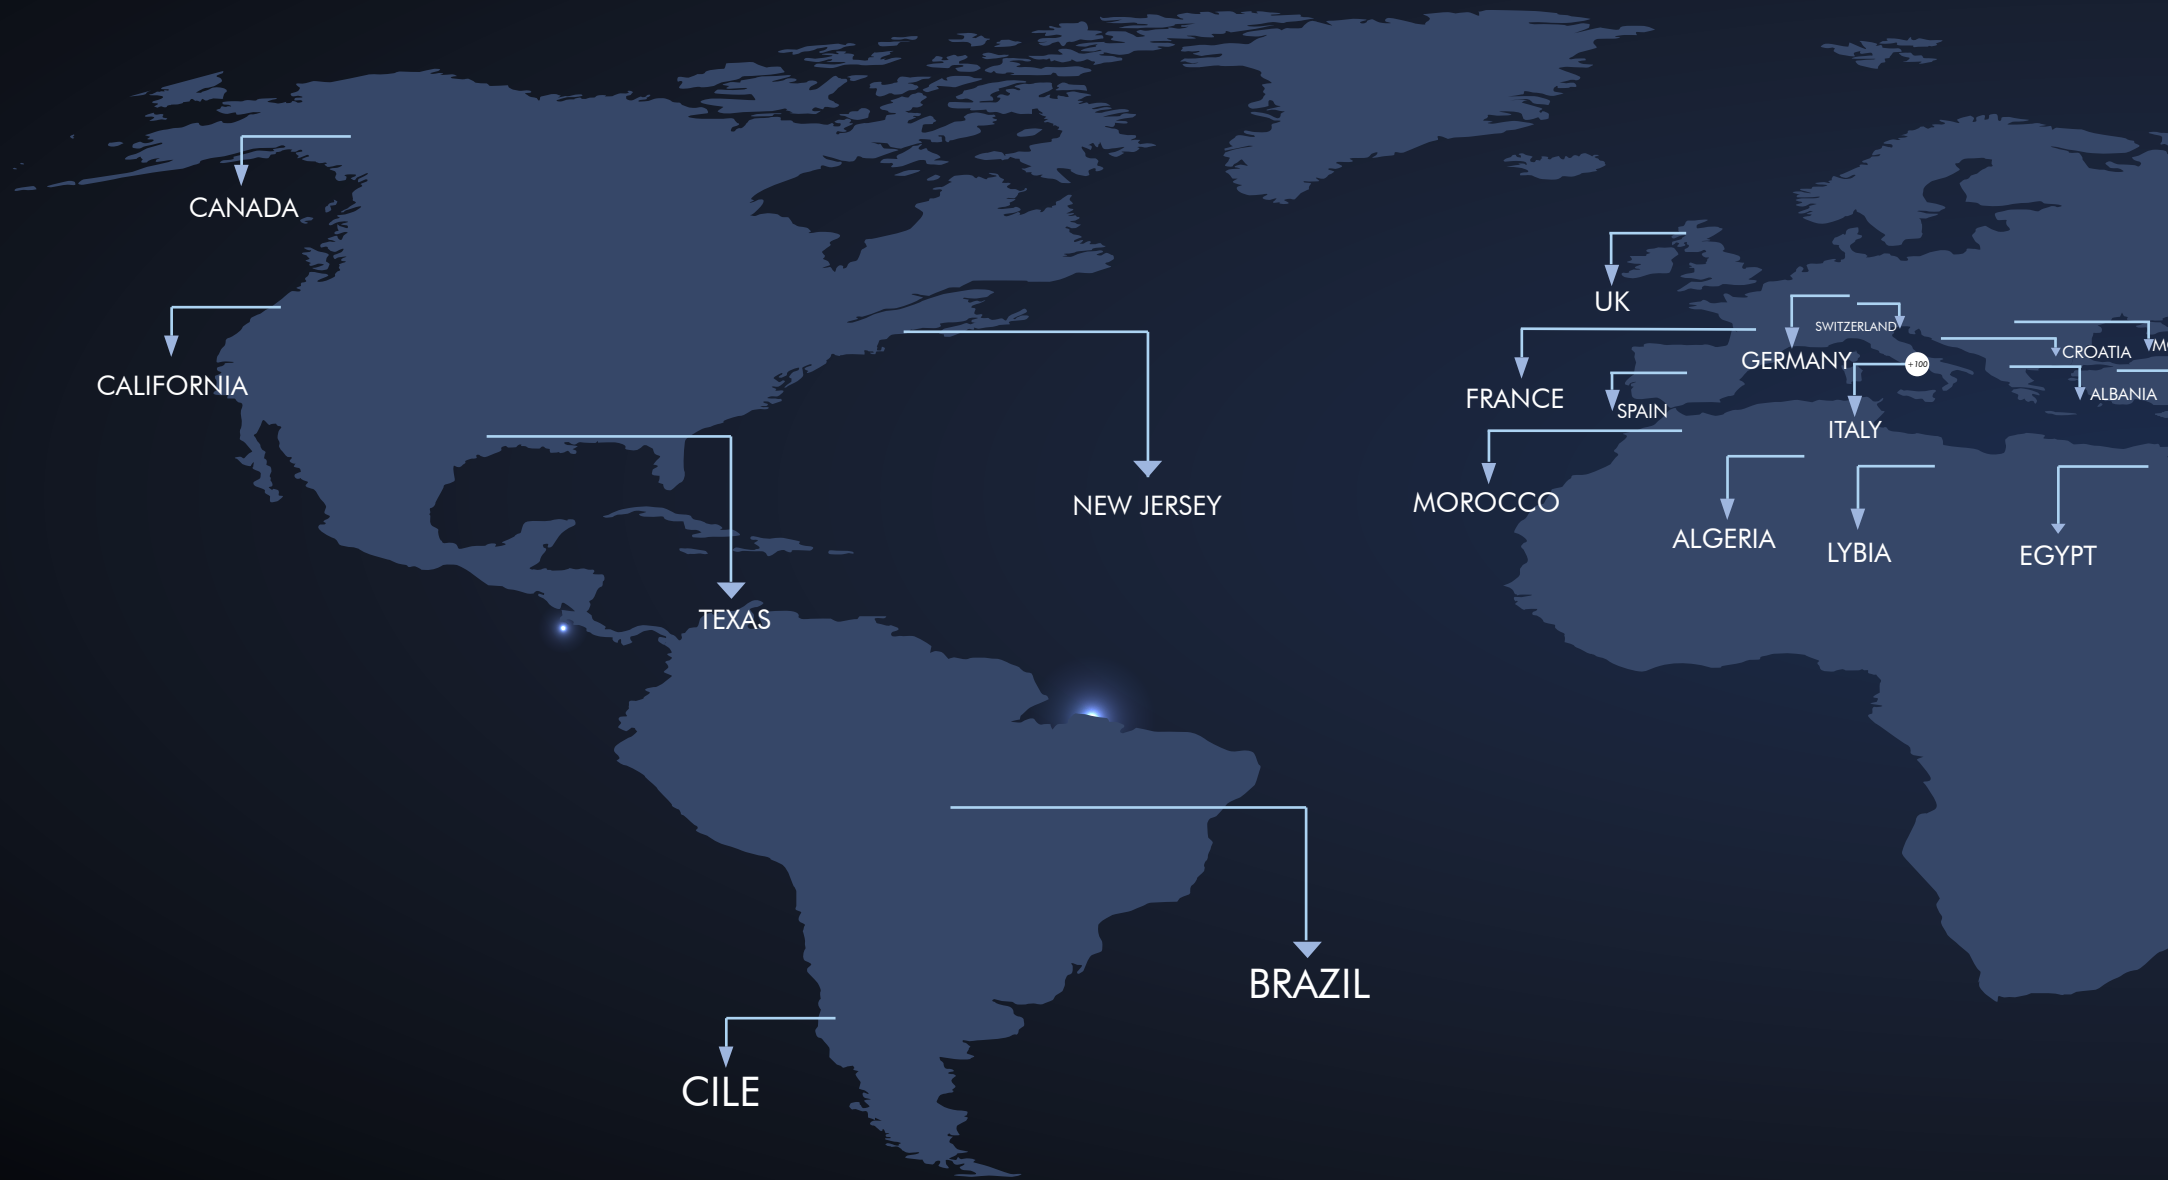 CANADA
UK
SWITZERLAND
CROATIA
GERMANY
+100
CALIFORNIA
FRANCE
ALBANIA
SPAIN
ITALY
NEW JERSEY
MOROCCO
ALGERIA
LYBIA
EGYPT
TEXAS
BRAZIL
CILE